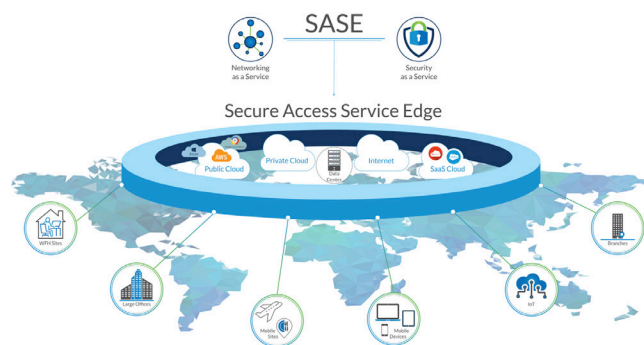 SASE
Networking
as a Service
Security
as a Service
Secure Access Service Edge
AWS
Public Cloud
Private Cloud
Data
Center
Internet
SaaS Cloud
WFH Sites
Large Offices
Mobile
Sites
Mobile
Devices
IoT
Branches